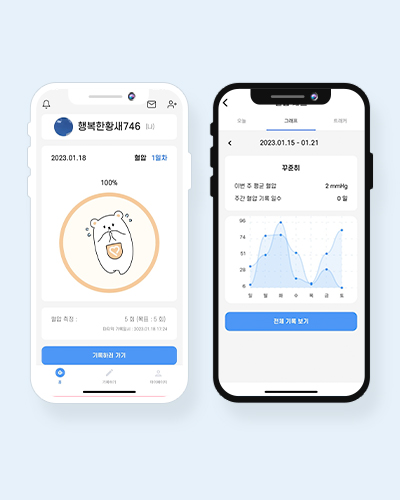 행복한황새746 (나)
2023.01.18 혈압 1일차
100%
혈압 측정 : 5 회 (목표 : 5 회)
마지막 기록일시 : 2023.01.18 17:24
기록하러 가기
홈 기록하기 마이페이지
오늘 그래프 트래커
2023.01.15 - 01.21
꾸준히
이번 주 평균 혈압 2 mmHg
주간 혈압 기록 일수 0 일
96
74
51
29
6
일 월 화 수 목 금 토
전체 기록 보기